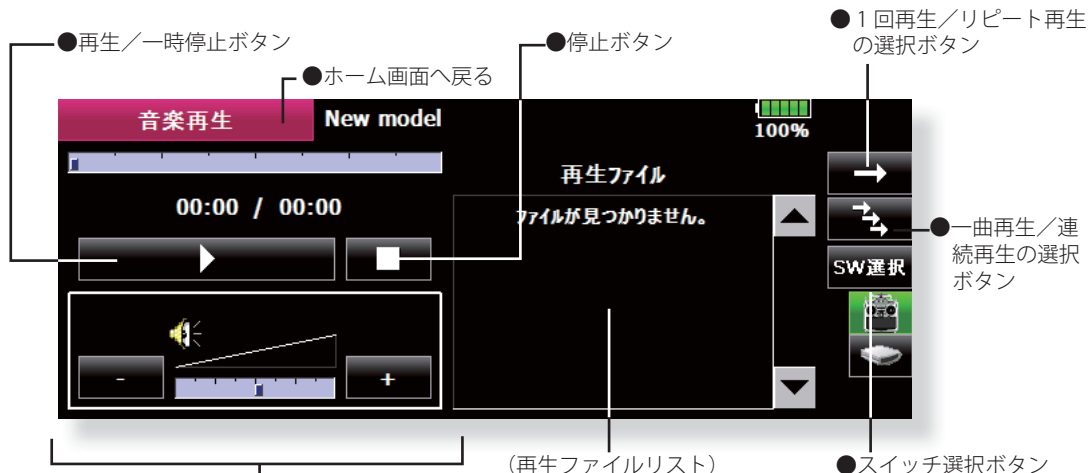 ●1回再生／リピート再生
の選択ボタン
●再生／一時停止ボタン
●停止ボタン
●ホーム画面へ戻る
音楽再生
New model
100%
再生ファイル
00:00 / 00:00
ファイルが見つかりません。
●一曲再生／連
続再生の選択
ボタン
SW選択
-
+
（再生ファイルリスト）
●スイッチ選択ボタン